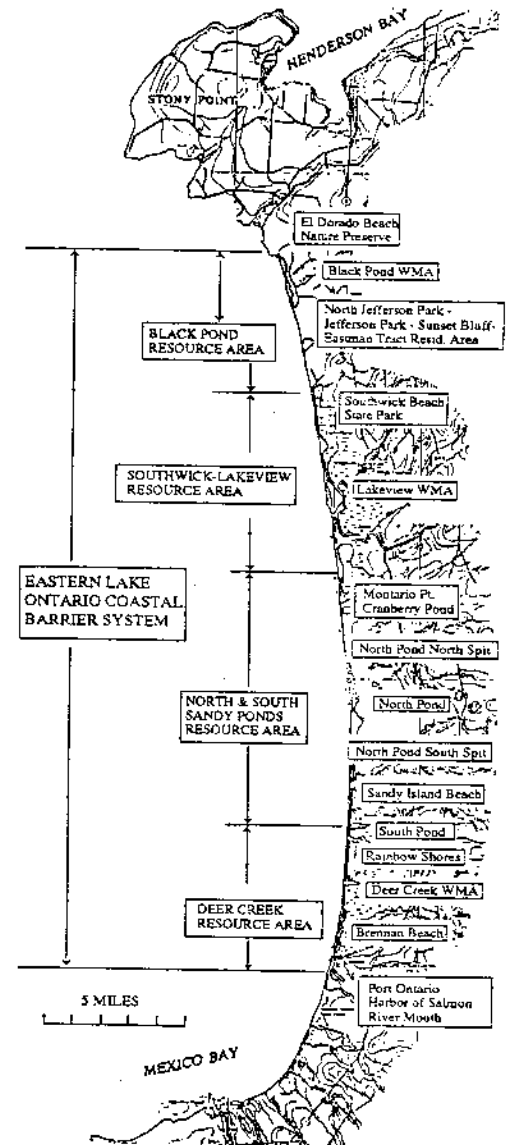 HENDERSON BAY
STONY POINT
El Dorado Beach
Nature Preserve
Black Pond WMA
North Jefferson Park -
Jefferson Park - Sunset Bluff-
Eastman Tract Resid. Area
BLACK POND
RESOURCE AREA
Southwick Beach
State Park
SOUTHWICK-LAKEVIEW
RESOURCE AREA
Lakeview WMA
EASTERN LAKE
ONTARIO COASTAL
BARRIER SYSTEM
Montario Pt.
Cranberry Pond
North Pond North Spit
NORTH & SOUTH
SANDY PONDS
RESOURCE AREA
North Pond
North Pond South Spit
Sandy Island Beach
South Pond
Rainbow Shores
Deer Creek WMA
DEER CREEK
RESOURCE AREA
Brennan Beach
Port Ontario
Harbor of Salmon
River Mouth
5 MILES
MEXICO BAY